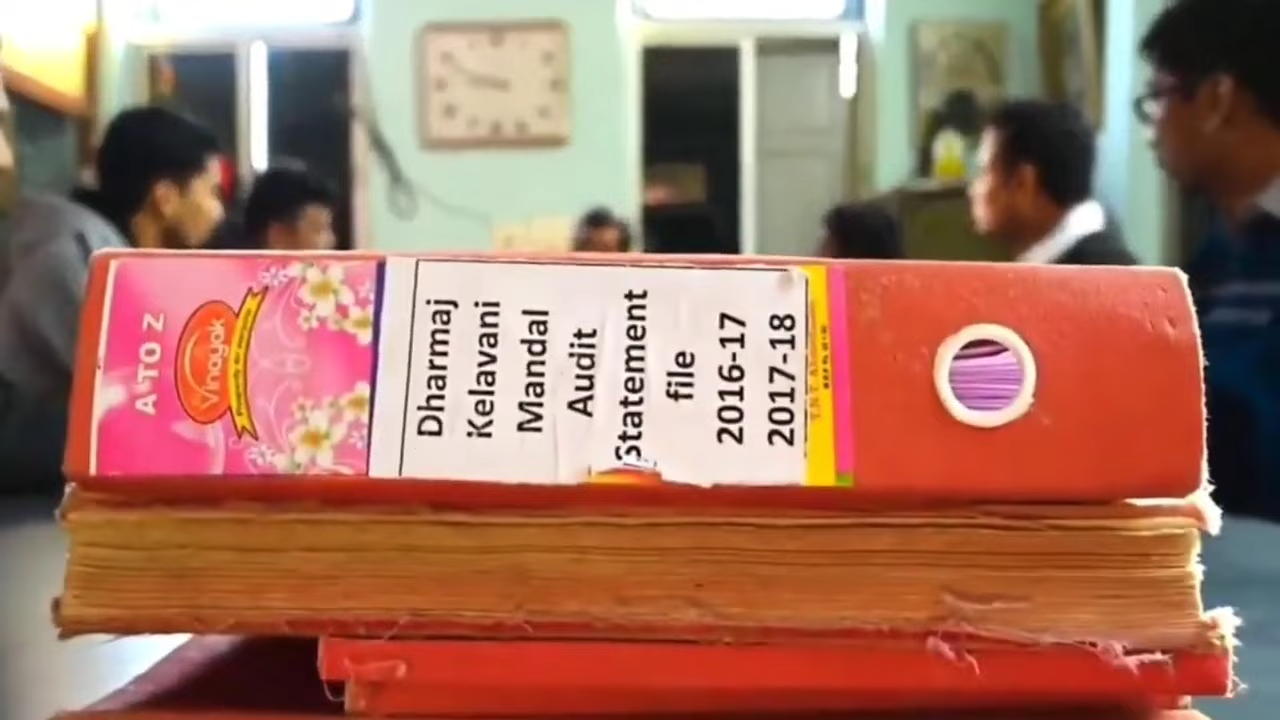 A TO Z
Vinayak
Dharmaj
Kelavani
Mandal
Audit
Statement
file
2016-17
2017-18